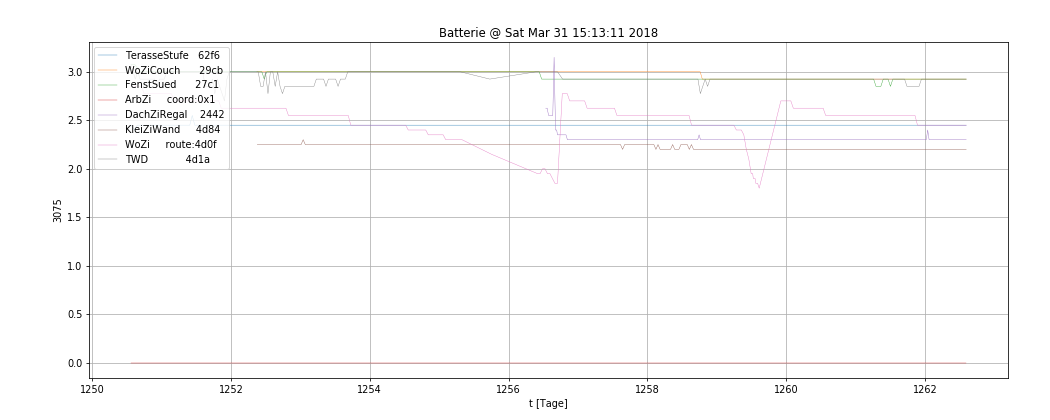 Batterie @ Sat Mar 31 15:13:11 2018
TerasseStufe 62f6
WoZiCouch 29cb
FenstSued 27c1
ArbZi coord:0x1
DachZiRegal 2442
KleiZiWand 4d84
WoZi route:4d0f
TWD 4d1a
3.0
2.5
2.0
1.5
1.0
0.5
0.0
3075
1250 1252 1254 1256 1258 1260 1262
t [Tage]